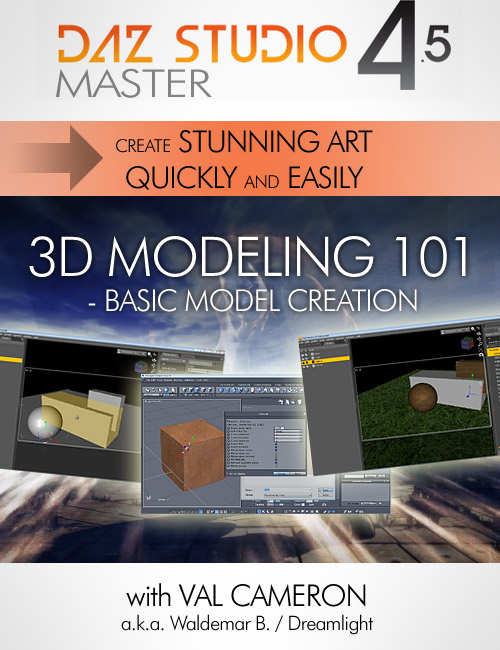 DAZ STUDIO 4.5
MASTER
CREATE STUNNING ART
QUICKLY AND EASILY
3D MODELING 101
- BASIC MODEL CREATION
with VAL CAMERON
a.k.a. Waldemar B. / Dreamlight